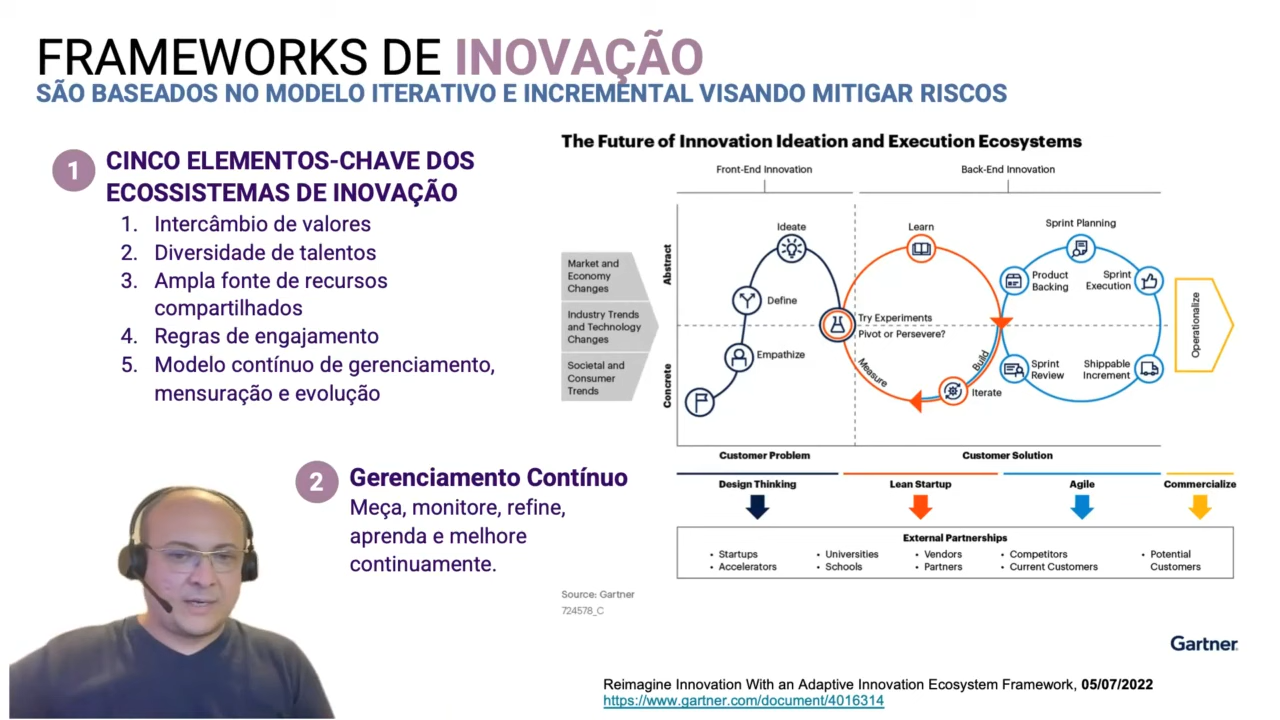 FRAMEWORKS DE INOVAÇÃO
SÃO BASEADOS NO MODELO ITERATIVO E INCREMENTAL VISANDO MITIGAR RISCOS
1
CINCO ELEMENTOS-CHAVE DOS
ECOSSISTEMAS DE INOVAÇÃO
1. Intercâmbio de valores
2. Diversidade de talentos
3. Ampla fonte de recursos
compartilhados
4. Regras de engajamento
5. Modelo contínuo de gerenciamento,
mensuração e evolução
2
Gerenciamento Contínuo
Meça, monitore, refine,
aprenda e melhore
continuamente.
The Future of Innovation Ideation and Execution Ecosystems
Front-End Innovation
Back-End Innovation
Market and
Economy
Changes
Industry Trends
and Technology
Changes
Societal and
Consumer
Trends
Abstract
Concrete
Ideate
Define
Empathize
Learn
Try Experiments
Pivot or Persevere?
Measure
Build
Iterate
Sprint Planning
Product
Backing
Sprint
Execution
Sprint
Review
Shippable
Increment
Operationalize
Customer Problem
Customer Solution
Design Thinking
Lean Startup
Agile
Commercialize
External Partnerships
• Startups
• Accelerators
• Universities
• Schools
• Vendors
• Partners
• Competitors
• Current Customers
• Potential
Customers
Source: Gartner
724578_C
Gartner
Reimagine Innovation With an Adaptive Innovation Ecosystem Framework, 05/07/2022
https://www.gartner.com/document/4016314